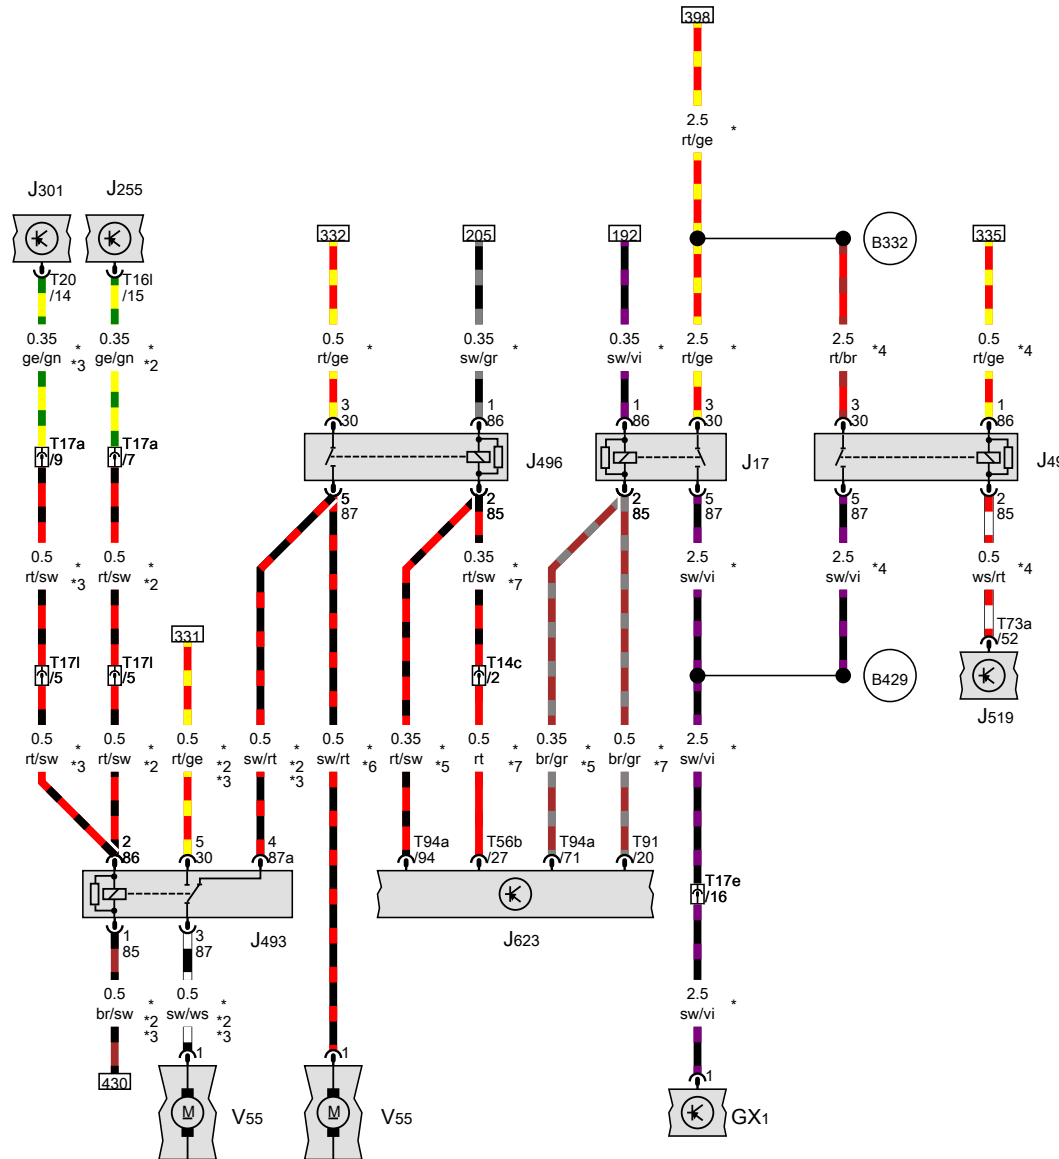 398
2.5
rt/ge *
J301
J255
332
205
192
B332
335
T20
/14
T16l
/15
0.35
ge/gn *
*3
0.35
ge/gn *
*2
0.5
rt/ge *
0.35
sw/gr *
0.35
sw/vi *
2.5
rt/ge *
2.5
rt/br *4
0.5
rt/ge *
*4
3
30
1
86
1
86
3
30
3
30
1
86
T17a
/9
T17a
/7
J496
J17
J49
5
87
2
85
2
85
5
87
5
87
2
85
0.5
rt/sw *
*3
0.5
rt/sw *
*2
0.35
rt/sw *
*7
2.5
sw/vi *
2.5
sw/vi *4
0.5
ws/rt *
*4
331
T73a
/52
T17l
/5
T17l
/5
T14c
/2
B429
J519
0.5
rt/sw *
*3
0.5
rt/sw *
*2
0.5
rt/ge *
*2
*3
0.5
sw/rt *
*2
*3
0.5
sw/rt *
*6
0.35
rt/sw *
*5
0.5
rt *
*7
0.35
br/gr *
*5
0.5
br/gr *
*7
2.5
sw/vi *
2
86
5
30
4
87a
T94a
/94
T56b
/27
T94a
/71
T91
/20
T17e
/16
J493
J623
1
85
3
87
0.5
br/sw *
*2
*3
0.5
sw/ws *
*2
*3
2.5
sw/vi *
1
1
1
430
M
V55
M
V55
GX1